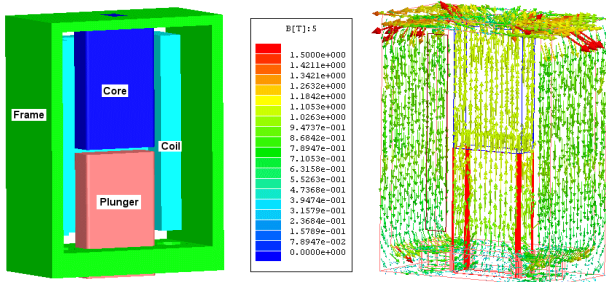 Frame
Core
Coil
Plunger
B[T]:5
1.5000e+000
1.4211e+000
1.3421e+000
1.2632e+000
1.1842e+000
1.1053e+000
1.0263e+000
9.4737e-001
8.6842e-001
7.8947e-001
7.1053e-001
6.3158e-001
5.5263e-001
4.7368e-001
3.9474e-001
3.1579e-001
2.3684e-001
1.5789e-001
7.8947e-002
0.0000e+000